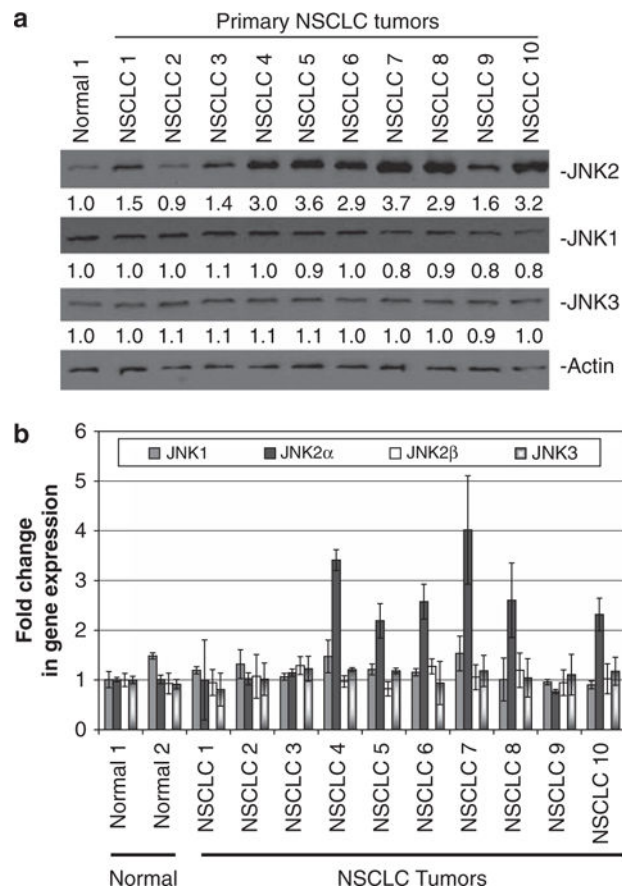 a
Primary NSCLC tumors
Normal 1 NSCLC 1 NSCLC 2 NSCLC 3 NSCLC 4 NSCLC 5 NSCLC 6 NSCLC 7 NSCLC 8 NSCLC 9 NSCLC 10
-JNK2
1.0 1.5 0.9 1.4 3.0 3.6 2.9 3.7 2.9 1.6 3.2
-JNK1
1.0 1.0 1.0 1.1 1.0 0.9 1.0 0.8 0.9 0.8 0.8
-JNK3
1.0 1.0 1.1 1.1 1.1 1.1 1.0 1.0 1.0 0.9 1.0
-Actin
b
JNK1 JNK2α JNK2β JNK3
Fold change
in gene expression
6
5
4
3
2
1
0
Normal 1 Normal 2 NSCLC 1 NSCLC 2 NSCLC 3 NSCLC 4 NSCLC 5 NSCLC 6 NSCLC 7 NSCLC 8 NSCLC 9 NSCLC 10
Normal NSCLC Tumors